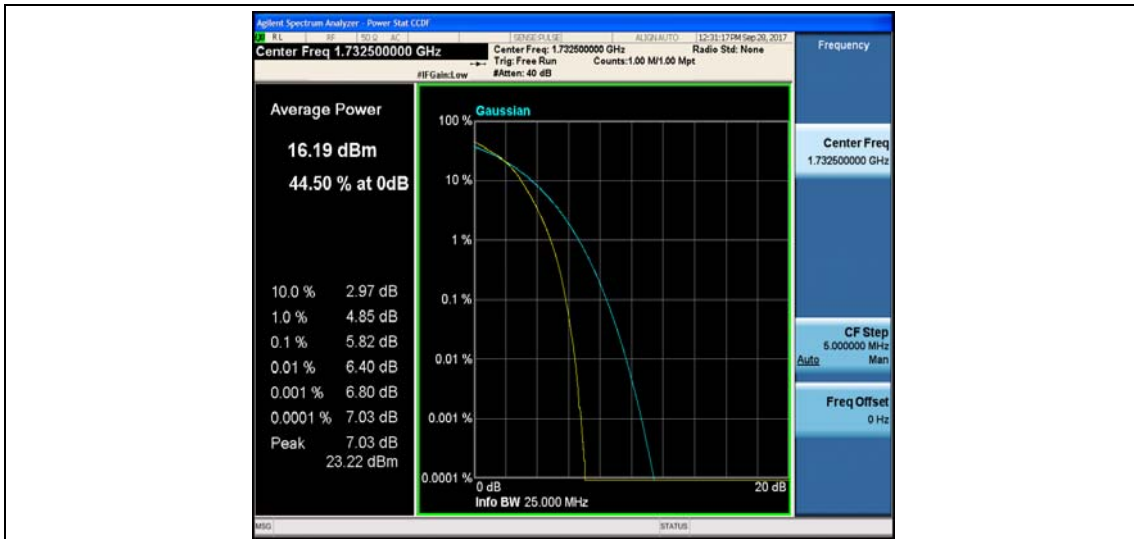 Agilent Spectrum Analyzer - Power Stat CCDF
RL RF 50 Ω AC SENSE:PULSE ALIGNAUTO 12:31:17 PM Sep 28, 2017
Center Freq 1.732500000 GHz
Center Freq: 1.732500000 GHz Radio Std: None
Trig: Free Run Counts:1.00 M/1.00 Mpt
#IFGain:Low #Atten: 40 dB
Frequency
Average Power
16.19 dBm
44.50 % at 0dB
10.0 % 2.97 dB
1.0 % 4.85 dB
0.1 % 5.82 dB
0.01 % 6.40 dB
0.001 % 6.80 dB
0.0001 % 7.03 dB
Peak 7.03 dB
23.22 dBm
Gaussian
100 %
10 %
1 %
0.1 %
0.01 %
0.001 %
0.0001 %
0 dB 20 dB
Info BW 25.000 MHz
Center Freq
1.732500000 GHz
CF Step
5.000000 MHz
Auto Man
Freq Offset
0 Hz
MSG STATUS